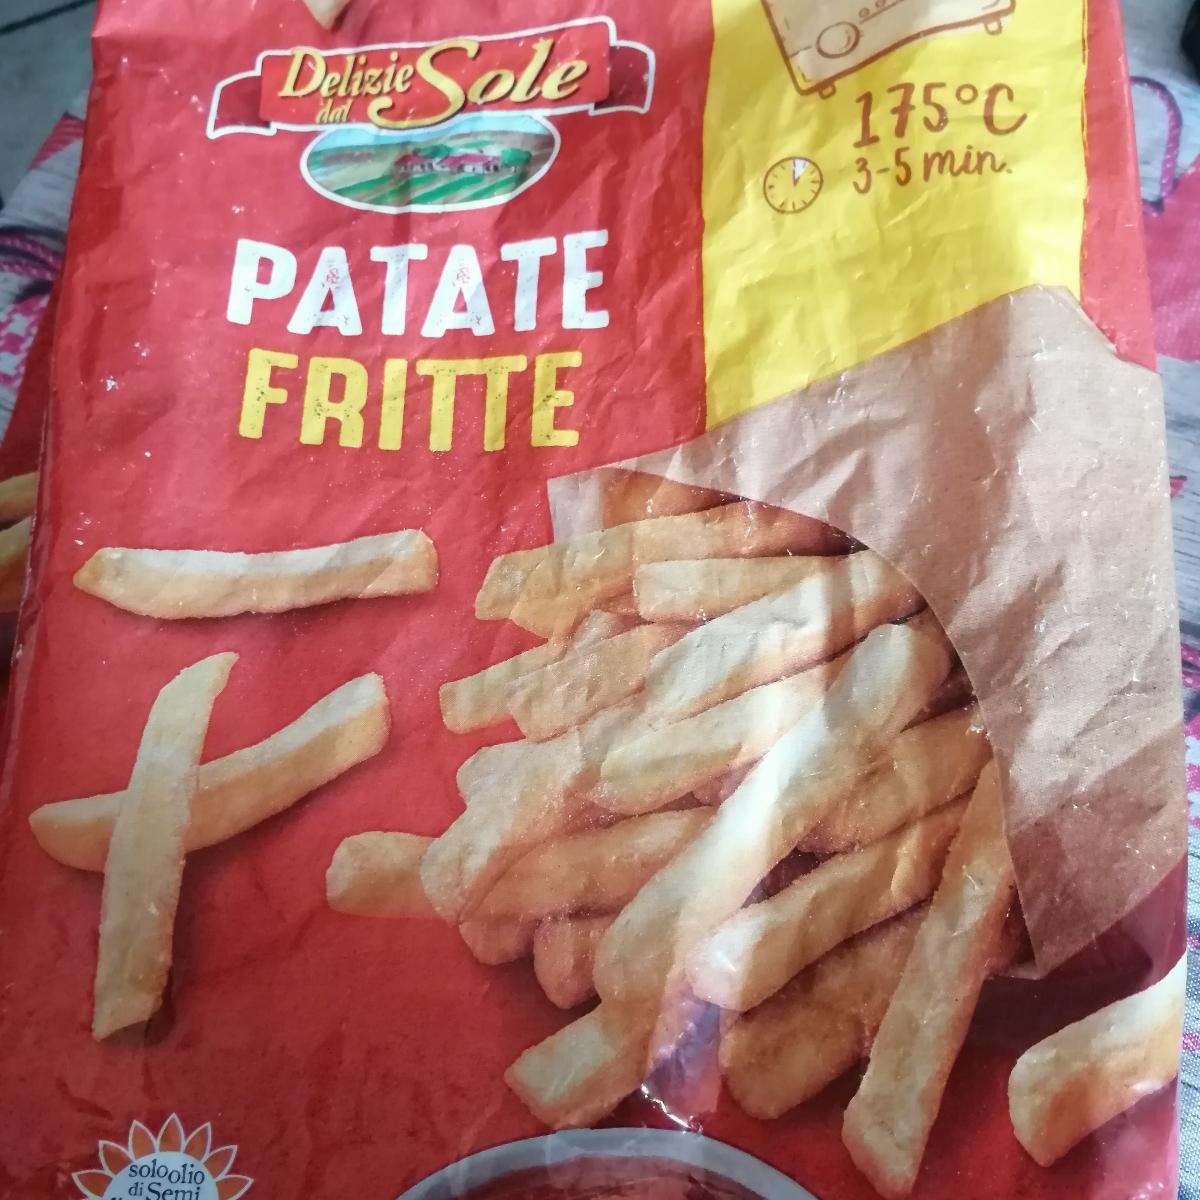 Delizie
dal Sole
175°C
3-5 min.
PATATE
FRITTE
solo olio
di Semi